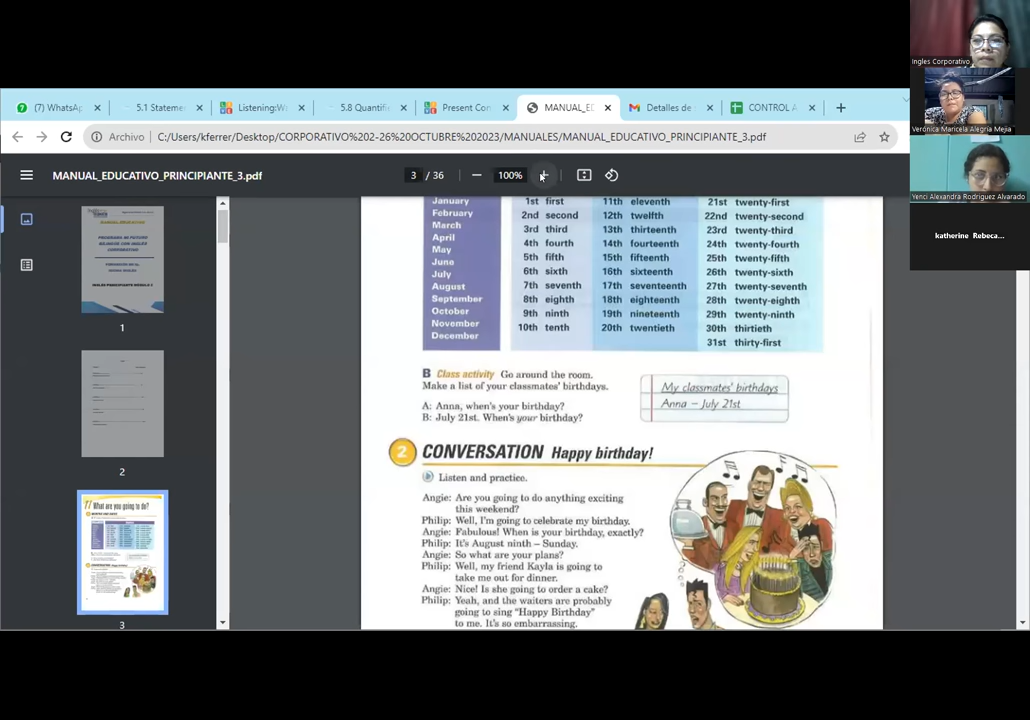 (7) WhatsAp
5.1 Stateme
Listening:W
5.8 Quantifi
Present Con
MANUAL_ED
Detalles de
CONTROL A
Archivo
C:/Users/kferrer/Desktop/CORPORATIVO%202-26%20OCTUBRE%202023/MANUALES/MANUAL_EDUCATIVO_PRINCIPIANTE_3.pdf
MANUAL_EDUCATIVO_PRINCIPIANTE_3.pdf
3 / 36
100%
1
2
3
January
February
March
April
May
June
July
August
September
October
November
December
1st first
2nd second
3rd third
4th fourth
5th fifth
6th sixth
7th seventh
8th eighth
9th ninth
10th tenth
11th eleventh
12th twelfth
13th thirteenth
14th fourteenth
15th fifteenth
16th sixteenth
17th seventeenth
18th eighteenth
19th nineteenth
20th twentieth
21st twenty-first
22nd twenty-second
23rd twenty-third
24th twenty-fourth
25th twenty-fifth
26th twenty-sixth
27th twenty-seventh
28th twenty-eighth
29th twenty-ninth
30th thirtieth
31st thirty-first
B Class activity Go around the room.
Make a list of your classmates' birthdays.
A: Anna, when's your birthday?
B: July 21st. When's your birthday?
My classmates' birthdays
Anna – July 21st
2 CONVERSATION Happy birthday!
Listen and practice.
Angie: Are you going to do anything exciting
this weekend?
Philip: Well, I'm going to celebrate my birthday.
Angie: Fabulous! When is your birthday, exactly?
Philip: It's August ninth – Sunday.
Angie: So what are your plans?
Philip: Well, my friend Kayla is going to
take me out for dinner.
Angie: Nice! Is she going to order a cake?
Philip: Yeah, and the waiters are probably
going to sing "Happy Birthday"
to me. It's so embarrassing.
Ingles Corporativo
Verónica Maricela Alegria Mejia
Yenci Alexandra Rodriguez Alvarado
katherine Rebeca...